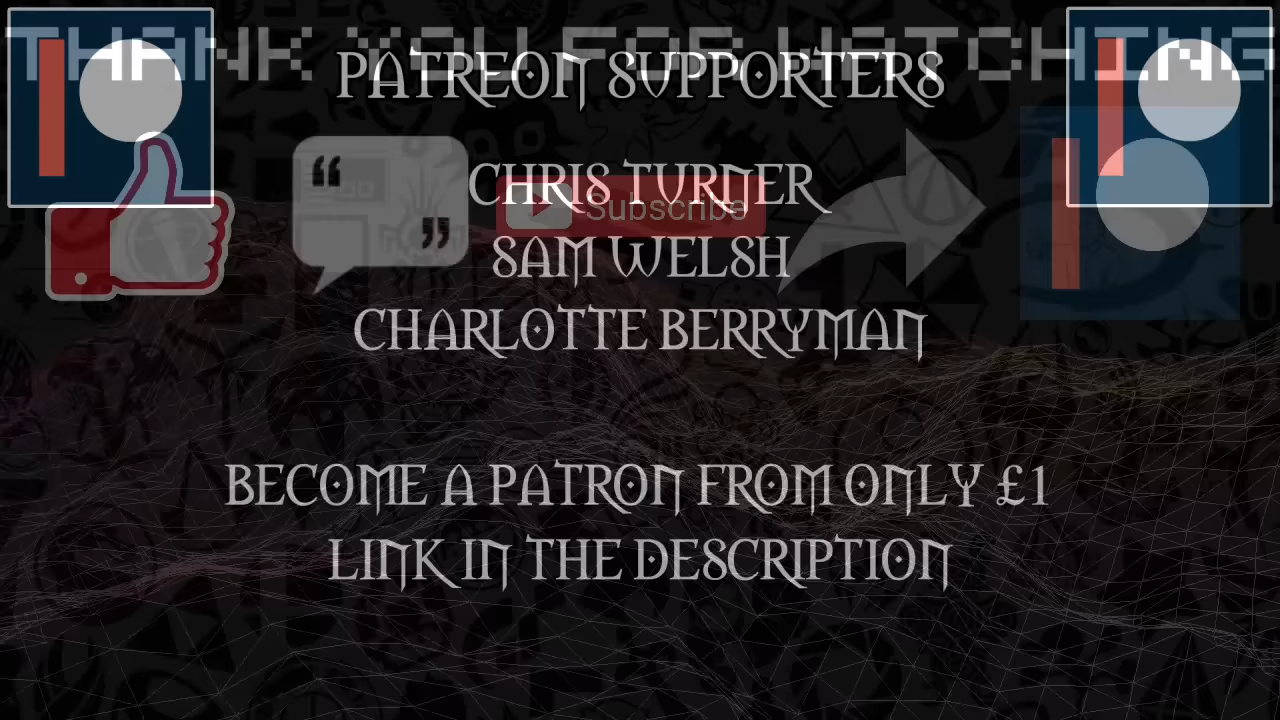 THANK YOU FOR WATCHING
PATREON SUPPORTERS
CHRIS TURNER
Subscribe
SAM WELSH
CHARLOTTE BERRYMAN
BECOME A PATRON FROM ONLY £1
LINK IN THE DESCRIPTION